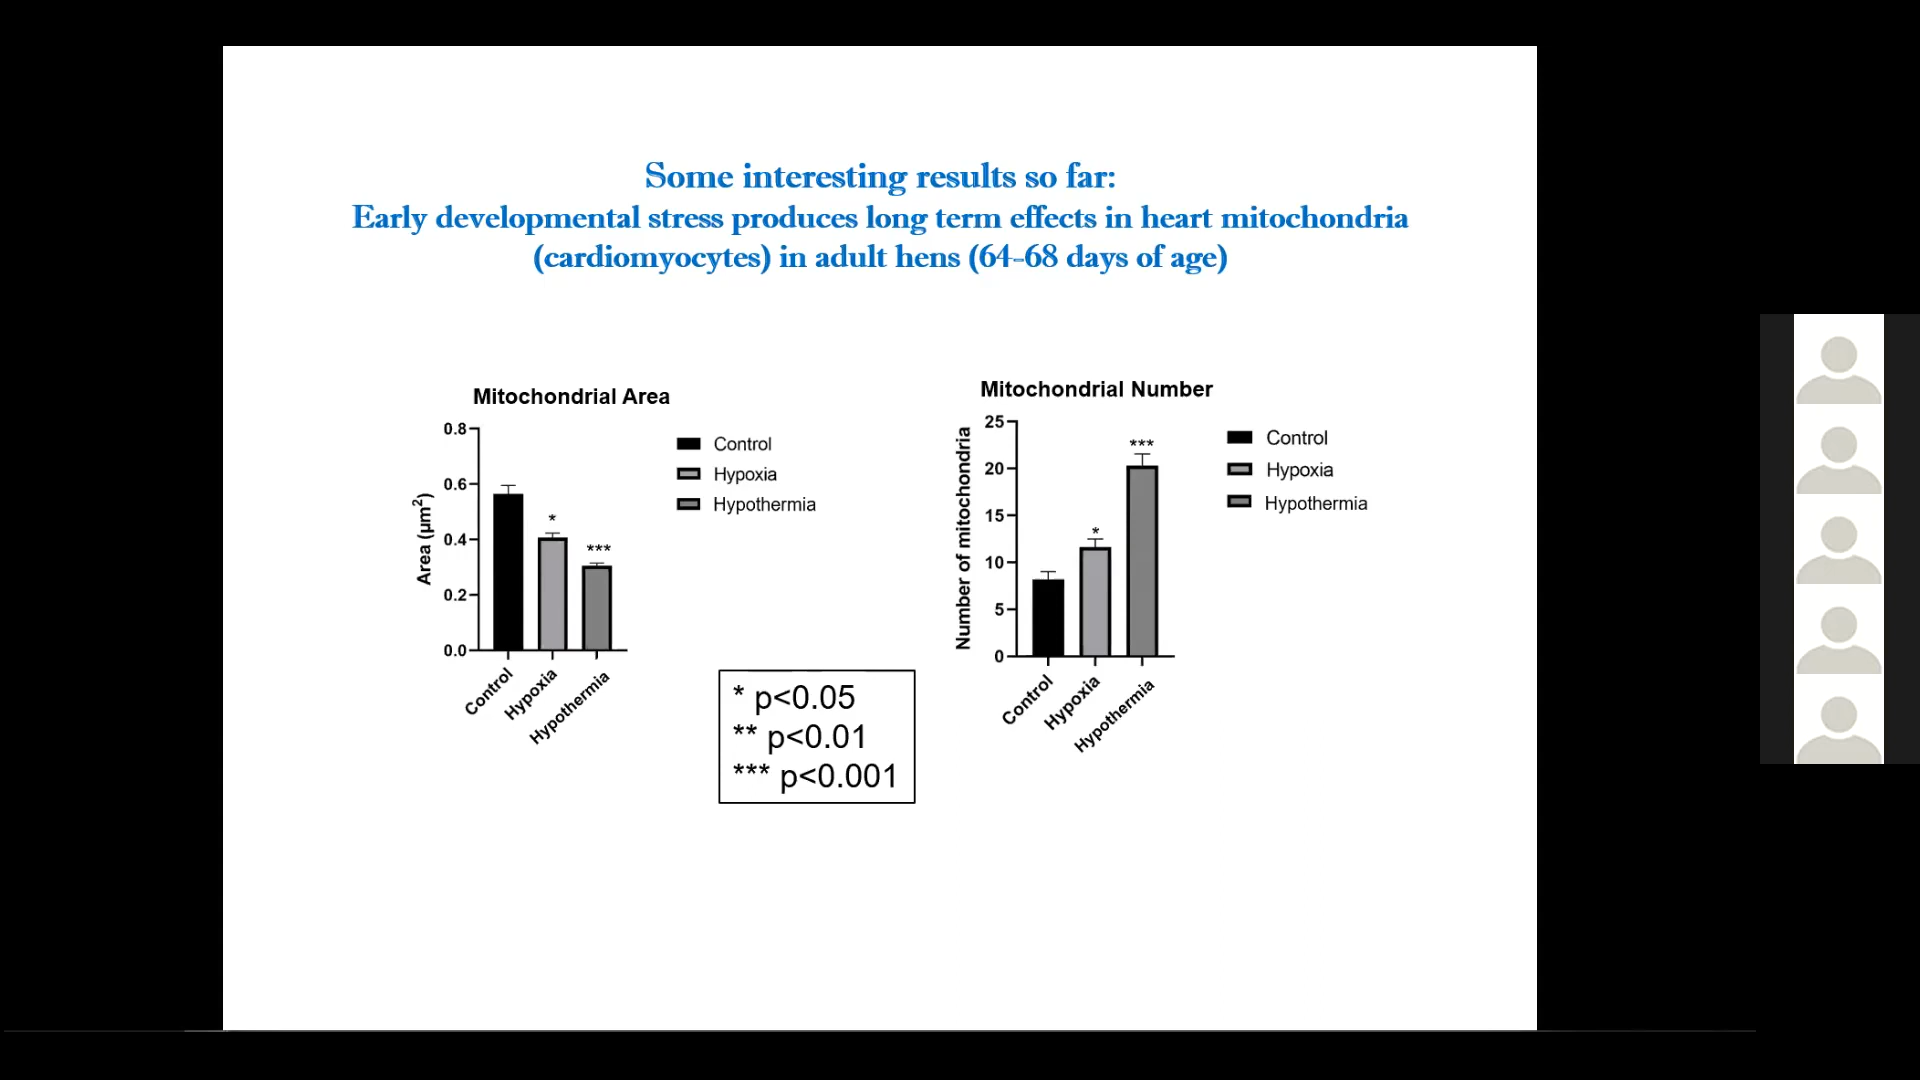 Some interesting results so far:
Early developmental stress produces long term effects in heart mitochondria
(cardiomyocytes) in adult hens (64-68 days of age)
Mitochondrial Area
0.8
0.6
0.4
0.2
0.0
Area (µm²)
*
***
Control
Hypoxia
Hypothermia
Control
Hypoxia
Hypothermia
Mitochondrial Number
25
20
15
10
5
0
Number of mitochondria
*
***
Control
Hypoxia
Hypothermia
Control
Hypoxia
Hypothermia
* p<0.05
** p<0.01
*** p<0.001